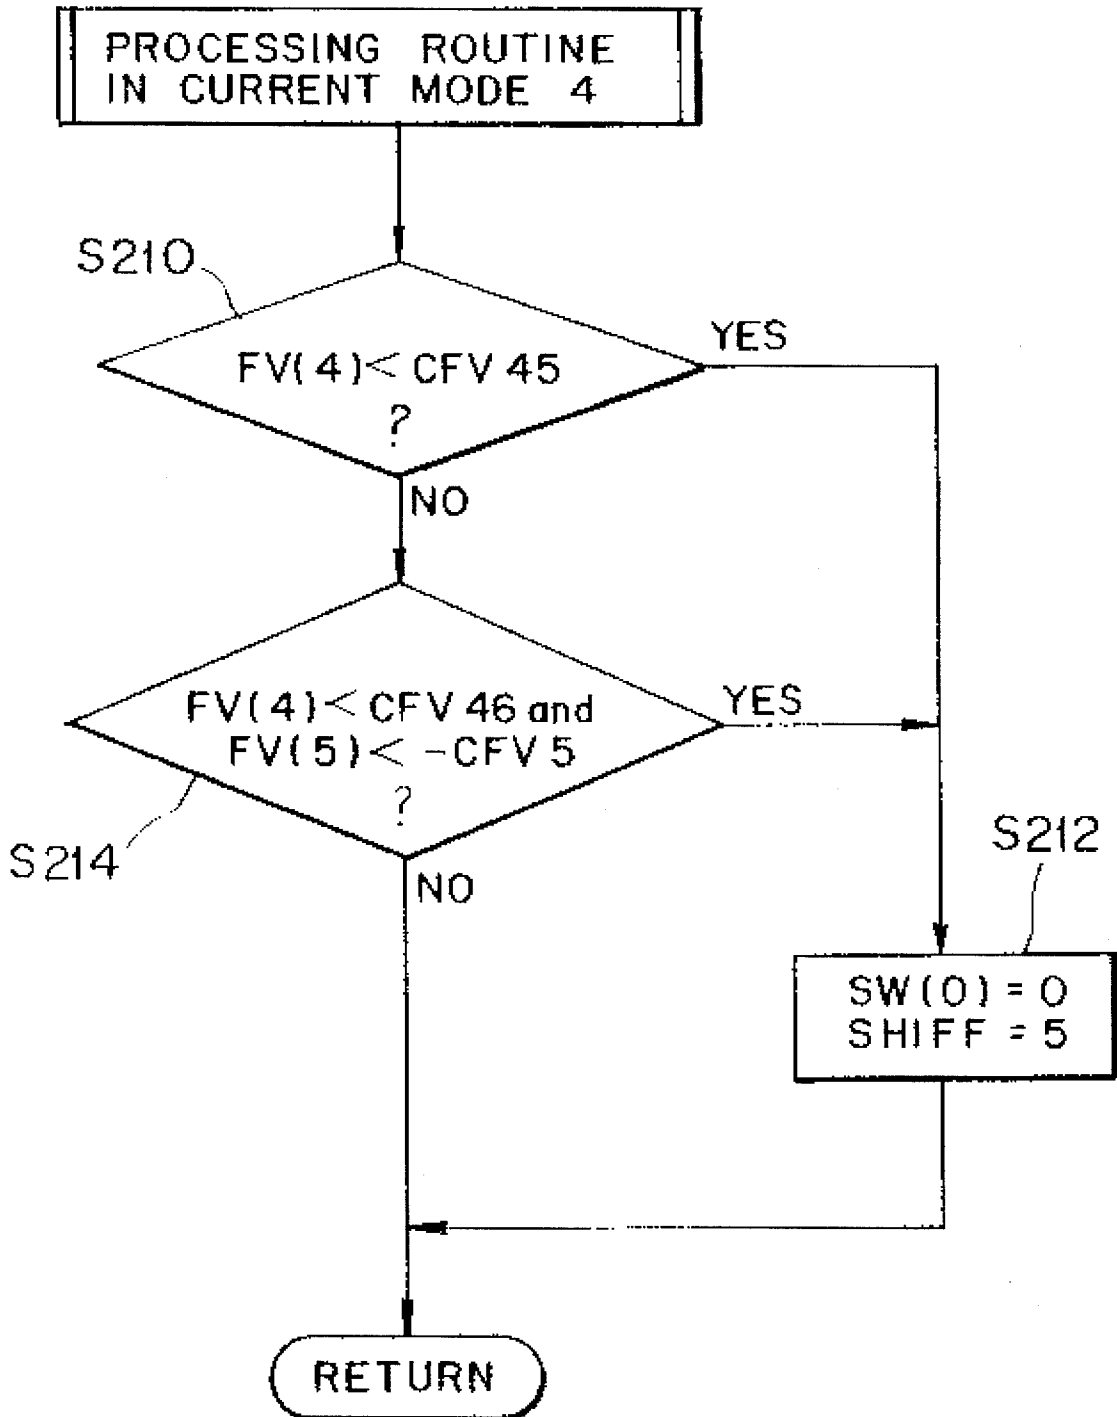 PROCESSING ROUTINE
IN CURRENT MODE 4
S210
FV(4)< CFV 45
?
YES
NO
FV(4)< CFV 46 and
FV(5)< -CFV 5
?
YES
S214
NO
S212
SW(0) = 0
SHIFF = 5
RETURN